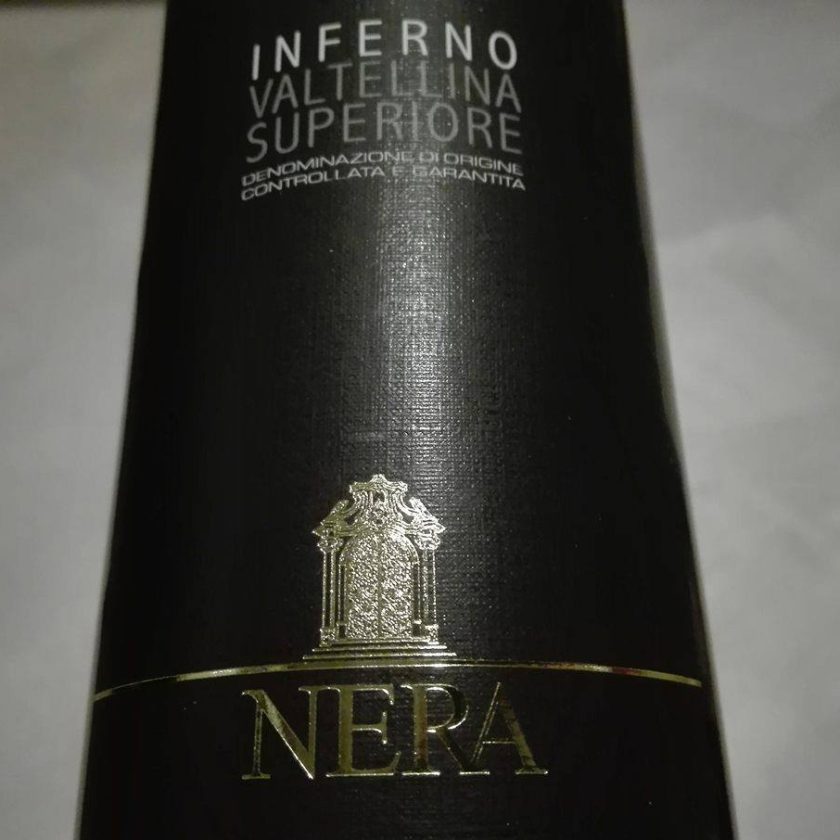 INFERNO
VALTELLINA
SUPERIORE
DENOMINAZIONE DI ORIGINE
CONTROLLATA E GARANTITA
NERA